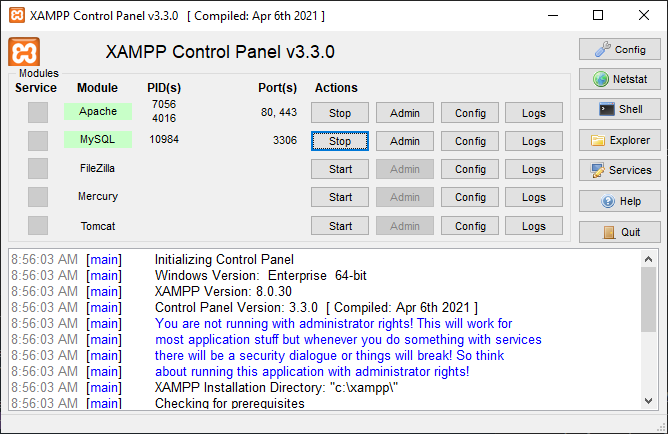 XAMPP Control Panel v3.3.0 [ Compiled: Apr 6th 2021 ]
XAMPP Control Panel v3.3.0
Config
Modules
Service Module PID(s) Port(s) Actions
Netstat
Apache 7056 4016 80, 443 Stop Admin Config Logs
Shell
MySQL 10984 3306 Stop Admin Config Logs
Explorer
FileZilla Start Admin Config Logs
Services
Mercury Start Admin Config Logs
Help
Tomcat Start Admin Config Logs
Quit
8:56:03 AM [main] Initializing Control Panel
8:56:03 AM [main] Windows Version: Enterprise 64-bit
8:56:03 AM [main] XAMPP Version: 8.0.30
8:56:03 AM [main] Control Panel Version: 3.3.0 [ Compiled: Apr 6th 2021 ]
8:56:03 AM [main] You are not running with administrator rights! This will work for
8:56:03 AM [main] most application stuff but whenever you do something with services
8:56:03 AM [main] there will be a security dialogue or things will break! So think
8:56:03 AM [main] about running this application with administrator rights!
8:56:03 AM [main] XAMPP Installation Directory: "c:\xampp\"
8:56:03 AM [main] Checking for prerequisites